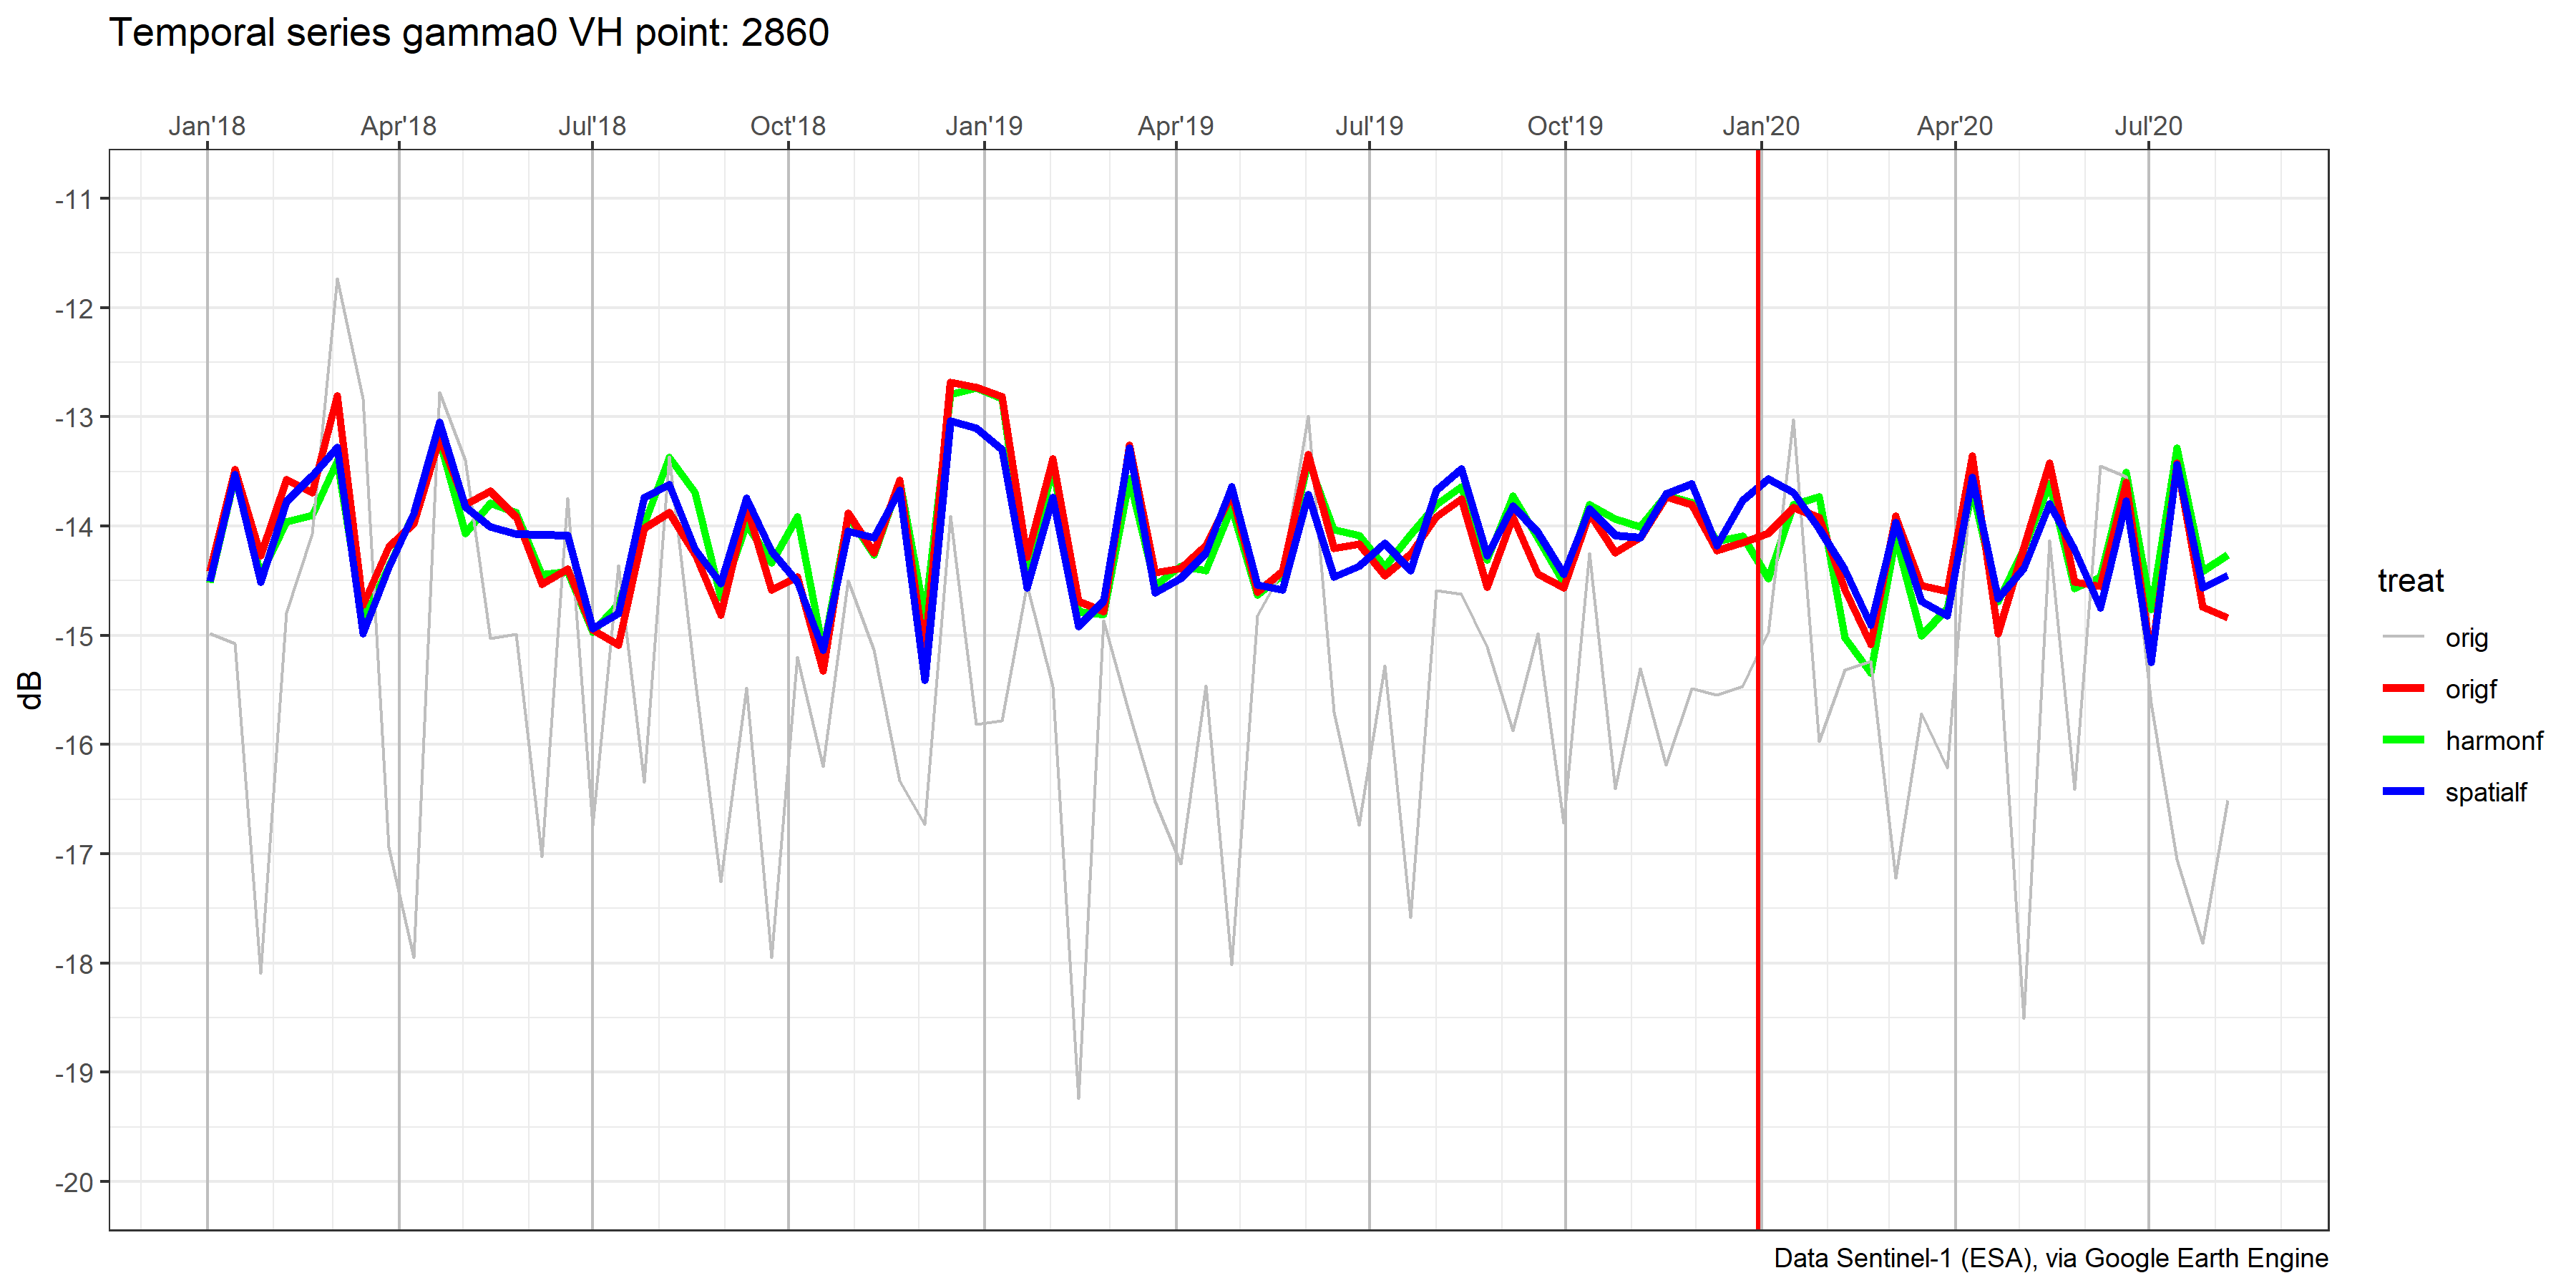 Temporal series gamma0 VH point: 2860
Jan'18 Apr'18 Jul'18 Oct'18 Jan'19 Apr'19 Jul'19 Oct'19 Jan'20 Apr'20 Jul'20
-11
-12
-13
-14
-15
-16
-17
-18
-19
-20
dB
treat
orig
origf
harmonf
spatialf
Data Sentinel-1 (ESA), via Google Earth Engine